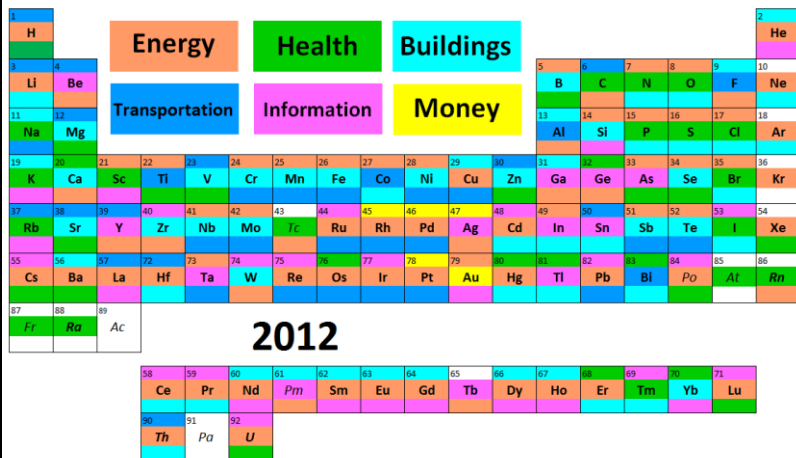 1 2
H Energy Health Buildings He
3 4 5 6 7 8 9 10
Li Be B C N O F Ne
Transportation Information Money
11 12 13 14 15 16 17 18
Na Mg Al Si P S Cl Ar
19 20 21 22 23 24 25 26 27 28 29 30 31 32 33 34 35 36
K Ca Sc Ti V Cr Mn Fe Co Ni Cu Zn Ga Ge As Se Br Kr
37 38 39 40 41 42 43 44 45 46 47 48 49 50 51 52 53 54
Rb Sr Y Zr Nb Mo Tc Ru Rh Pd Ag Cd In Sn Sb Te I Xe
55 56 57 72 73 74 75 76 77 78 79 80 81 82 83 84 85 86
Cs Ba La Hf Ta W Re Os Ir Pt Au Hg Tl Pb Bi Po At Rn
87 88 89
Fr Ra Ac
2012
58 59 60 61 62 63 64 65 66 67 68 69 70 71
Ce Pr Nd Pm Sm Eu Gd Tb Dy Ho Er Tm Yb Lu
90 91 92
Th Pa U